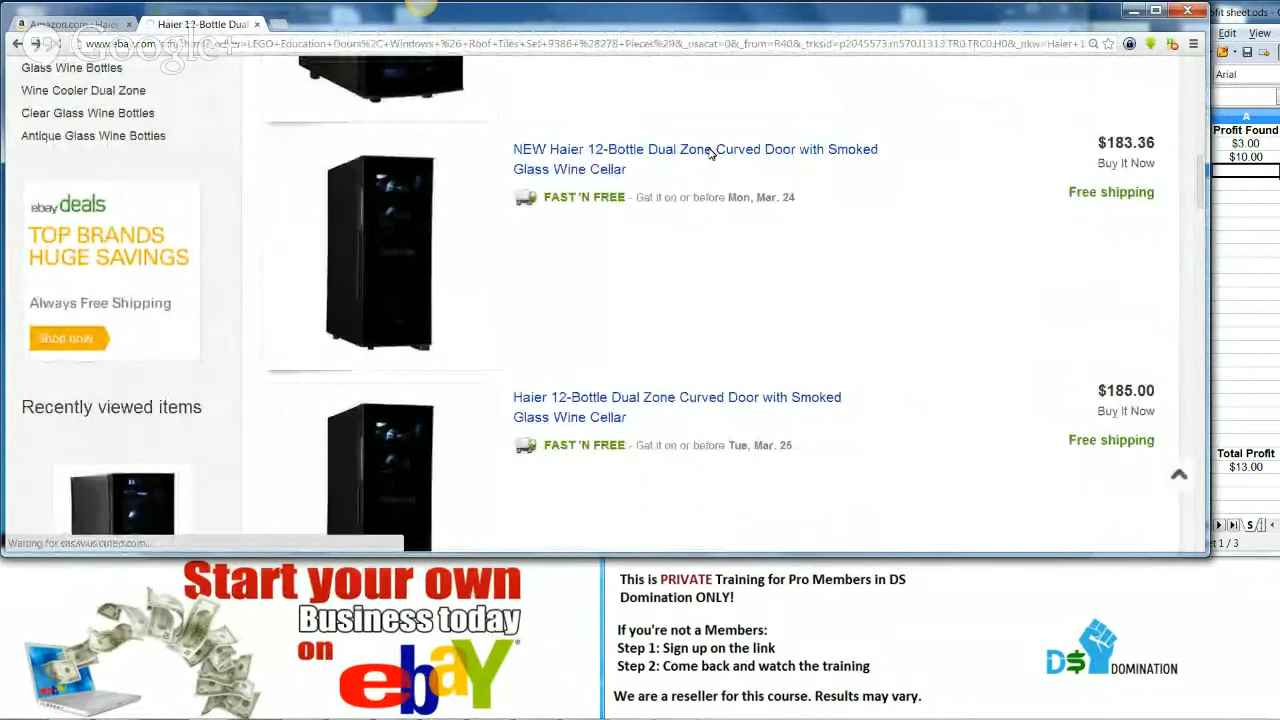 Amazon.com: Haier
Haier 12-Bottle Dual
Google+
Glass Wine Bottles
Wine Cooler Dual Zone
Clear Glass Wine Bottles
Antique Glass Wine Bottles
ebay deals
TOP BRANDS
HUGE SAVINGS
Always Free Shipping
Shop now
Recently viewed items
NEW Haier 12-Bottle Dual Zone Curved Door with Smoked
Glass Wine Cellar
FAST 'N FREE - Get it on or before Mon, Mar. 24
$183.36
Buy It Now
Free shipping
Haier 12-Bottle Dual Zone Curved Door with Smoked
Glass Wine Cellar
FAST 'N FREE - Get it on or before Tue, Mar. 25
$185.00
Buy It Now
Free shipping
ofit sheet.ods -
Edit View
Arial
A
Profit Found
$3.00
$10.00
Total Profit
$13.00
et 1 / 3
Start your own
Business today
on
ebaY
This is PRIVATE Training for Pro Members in DS
Domination ONLY!
If you're not a Members:
Step 1: Sign up on the link
Step 2: Come back and watch the training
We are a reseller for this course. Results may vary.
D$ DOMINATION